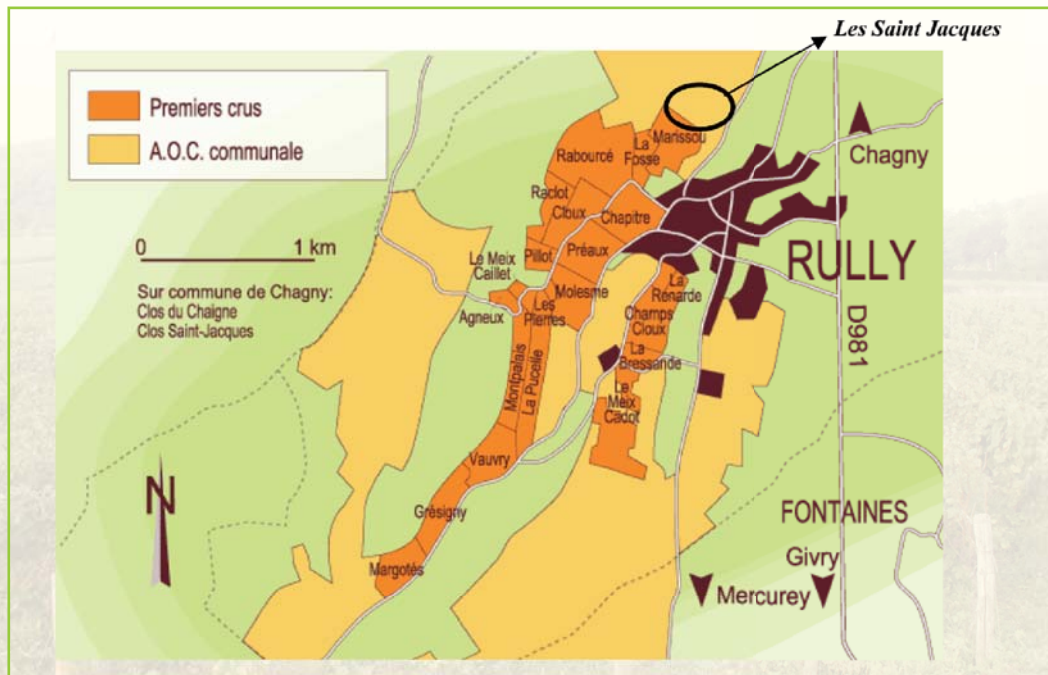 Les Saint Jacques
Premiers crus
A.O.C. communale
Chagny
Marissou
La
Fosse
Rabourcé
Raclot
Cloux
Chapitre
RULLY
0 1 km
Préaux
Pillot
Le Meix
Caillet
Sur commune de Chagny:
Clos du Chaigne
Clos Saint-Jacques
Molesme
La
Renarde
Agneux
Les
Pierres
Champs
Cloux
D981
La
Bressande
Montpalais
La Pucelle
Le
Meix
Cadot
Vauvry
N
Grésigny
FONTAINES
Givry
Margotés
Mercurey